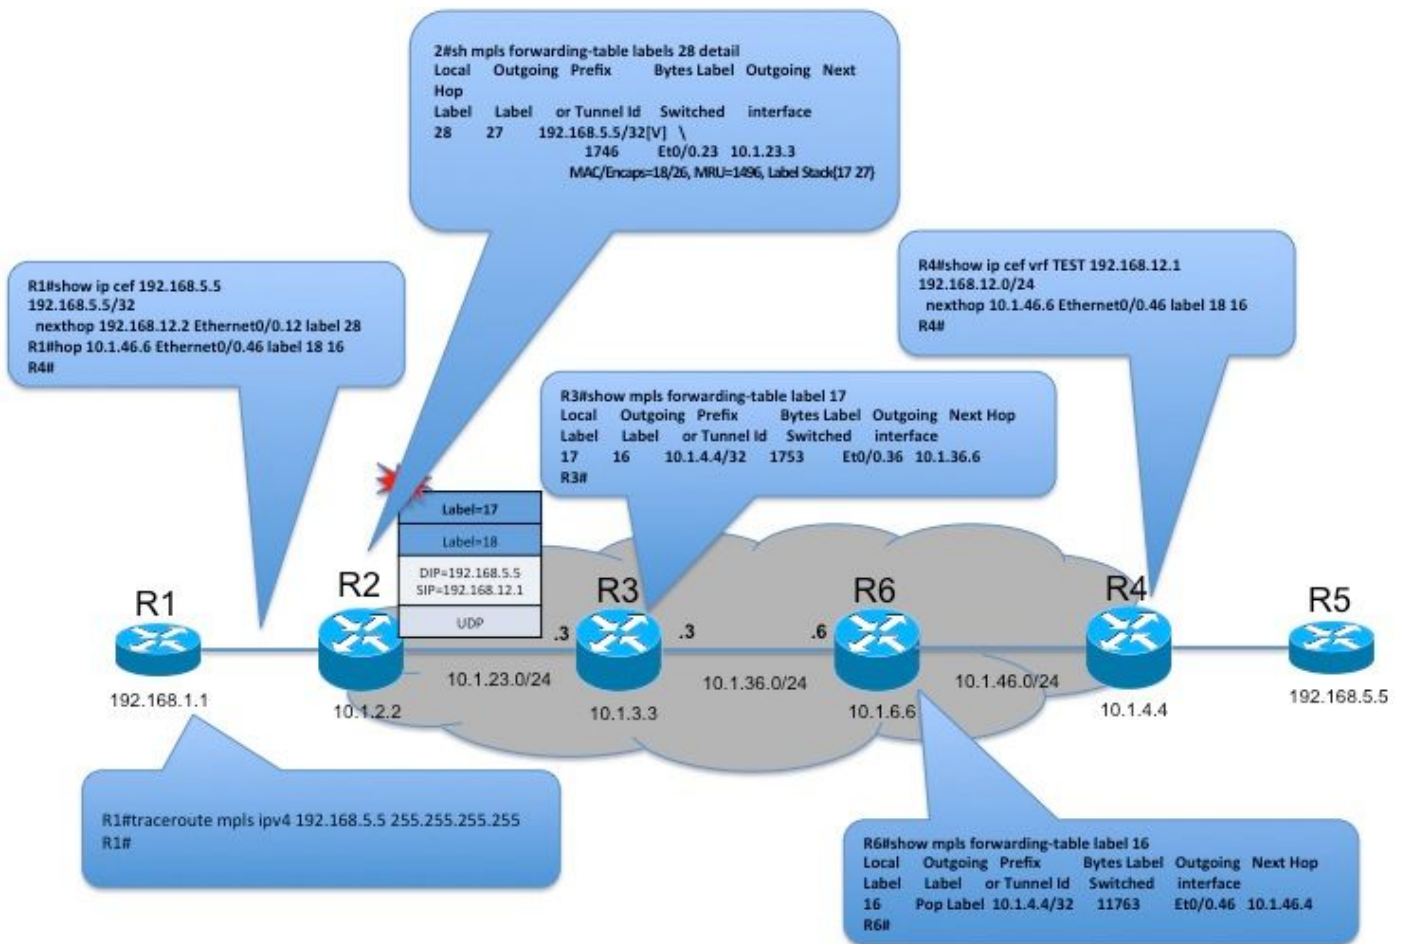 2#sh mpls forwarding-table labels 28 detail
Local Outgoing Prefix Bytes Label Outgoing Next
Hop
Label Label or Tunnel Id Switched interface
28 27 192.168.5.5/32[V] \
1746 Et0/0.23 10.1.23.3
MAC/Encaps=18/26, MRU=1496, Label Stack{17 27}
R1#show ip cef 192.168.5.5
192.168.5.5/32
nexthop 192.168.12.2 Ethernet0/0.12 label 28
R1#hop 10.1.46.6 Ethernet0/0.46 label 18 16
R4#
R4#show ip cef vrf TEST 192.168.12.1
192.168.12.0/24
nexthop 10.1.46.6 Ethernet0/0.46 label 18 16
R4#
R3#show mpls forwarding-table label 17
Local Outgoing Prefix Bytes Label Outgoing Next Hop
Label Label or Tunnel Id Switched interface
17 16 10.1.4.4/32 1753 Et0/0.36 10.1.36.6
R3#
Label=17
Label=18
DIP=192.168.5.5
SIP=192.168.12.1
UDP
R1
R2
R3
R6
R4
R5
.3
.3
.6
10.1.23.0/24
10.1.36.0/24
10.1.46.0/24
192.168.1.1
10.1.2.2
10.1.3.3
10.1.6.6
10.1.4.4
192.168.5.5
R1#traceroute mpls ipv4 192.168.5.5 255.255.255.255
R1#
R6#show mpls forwarding-table label 16
Local Outgoing Prefix Bytes Label Outgoing Next Hop
Label Label or Tunnel Id Switched interface
16 Pop Label 10.1.4.4/32 11763 Et0/0.46 10.1.46.4
R6#